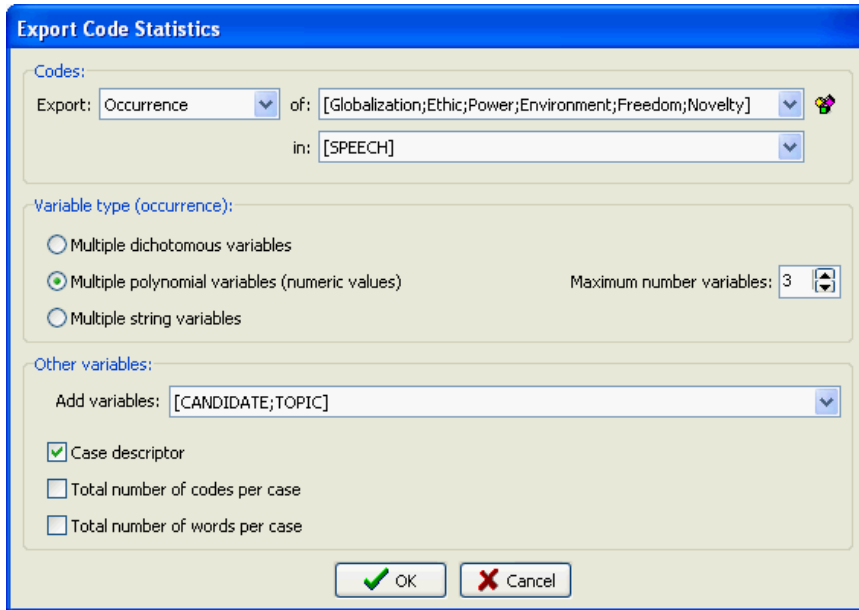 Export Code Statistics
Codes:
Export: Occurrence of: [Globalization;Ethic;Power;Environment;Freedom;Novelty]
in: [SPEECH]
Variable type (occurrence):
Multiple dichotomous variables
Multiple polynomial variables (numeric values) Maximum number variables: 3
Multiple string variables
Other variables:
Add variables: [CANDIDATE;TOPIC]
Case descriptor
Total number of codes per case
Total number of words per case
OK Cancel